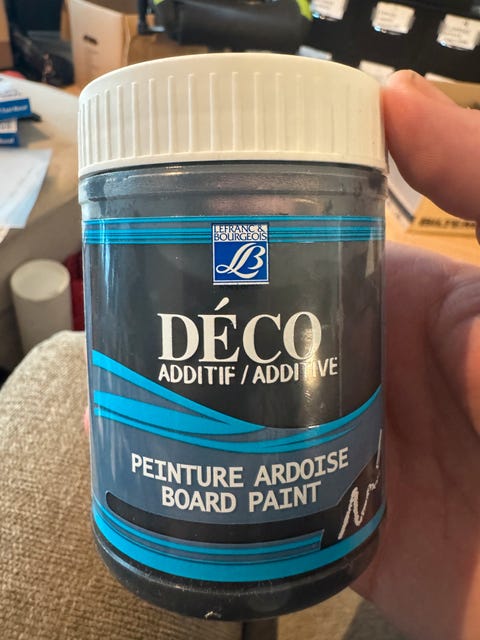 LEFRANC &
BOURGEOIS
LB
DÉCO
ADDITIF / ADDITIVE
PEINTURE ARDOISE
BOARD PAINT